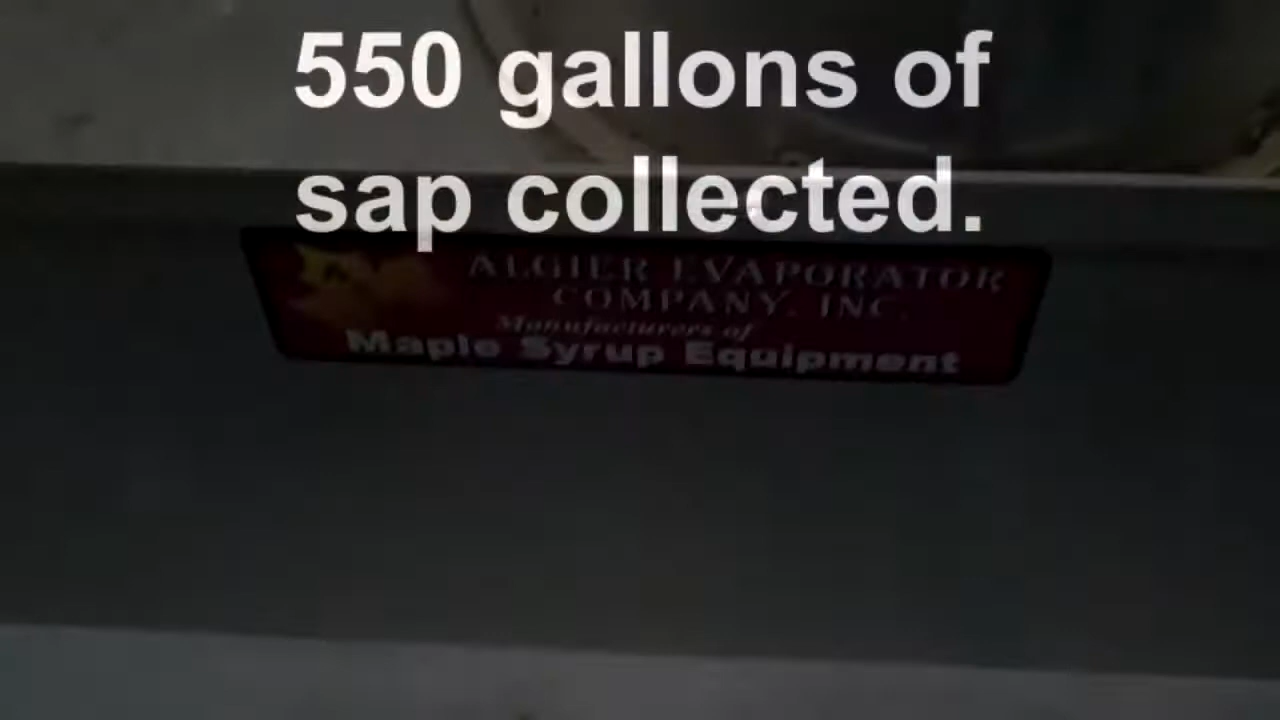 550 gallons of
sap collected.
ALGIER EVAPORATOR
COMPANY, INC.
Manufacturers of
Maple Syrup Equipment